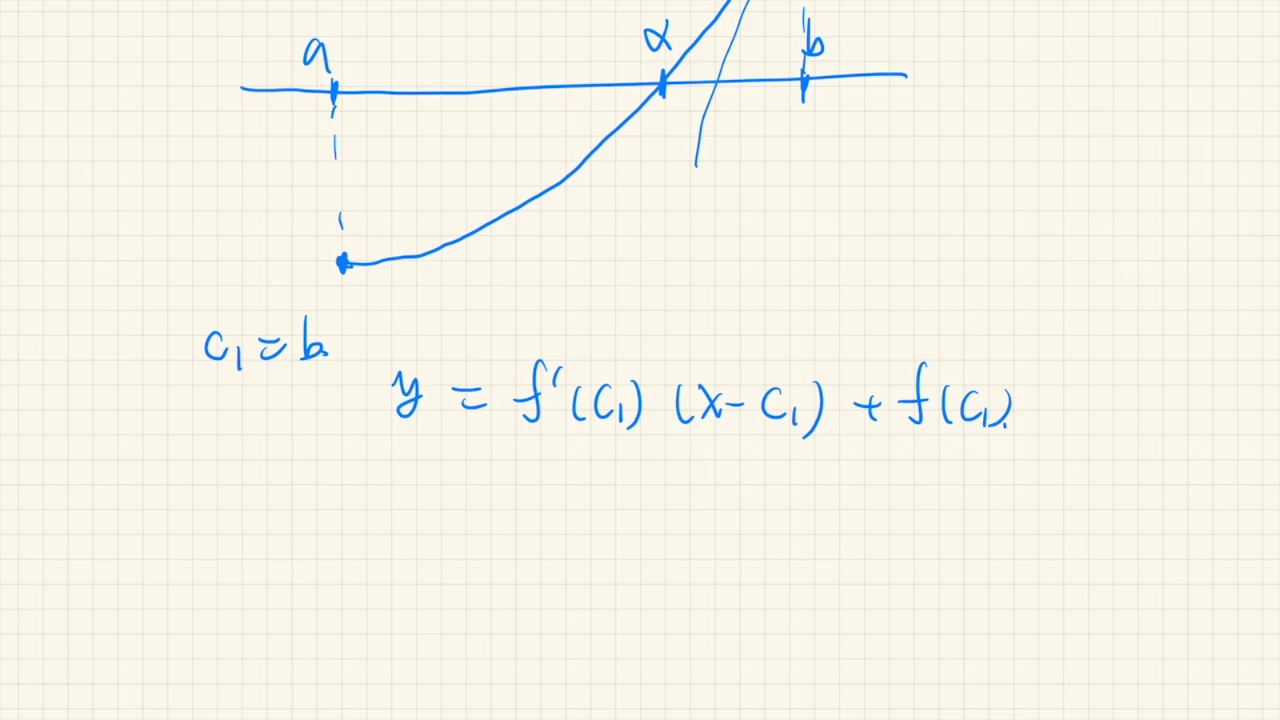 a α b
c₁ = b
y = f'(c₁) (x - c₁) + f(c₁)